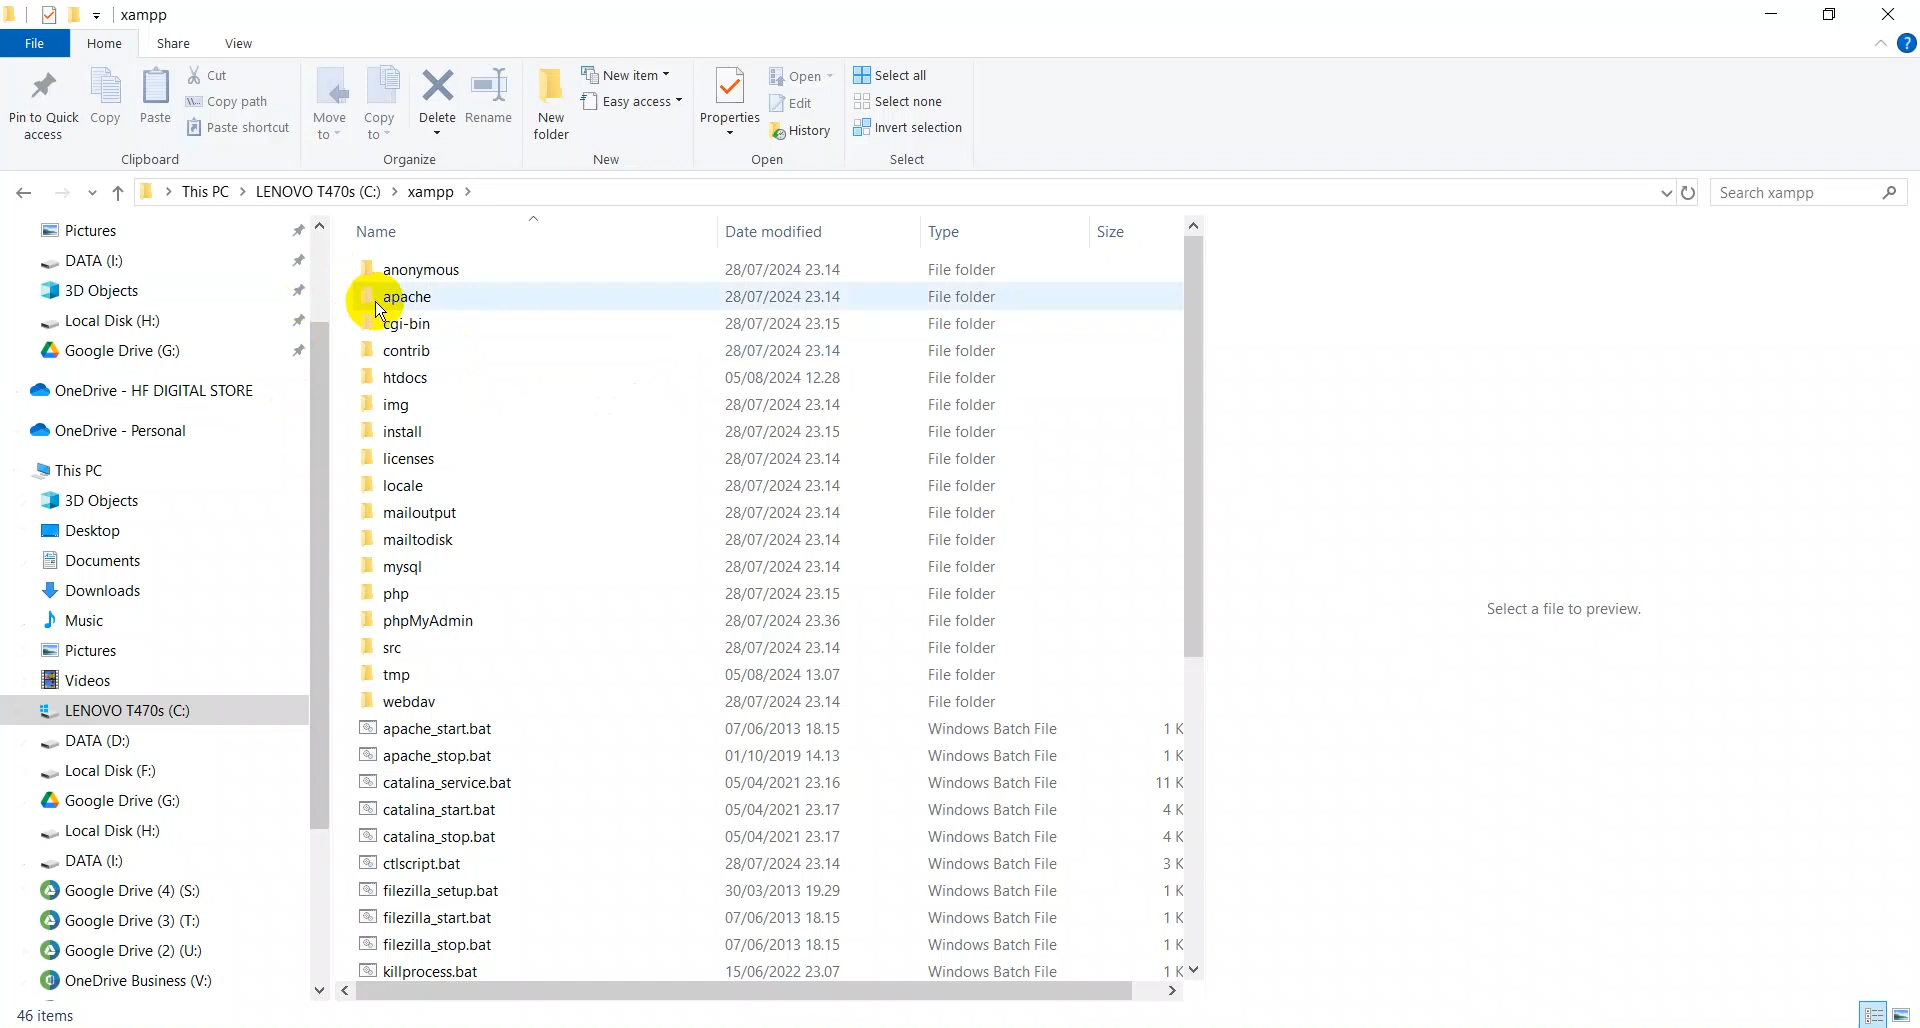 xampp
File Home Share View
Pin to Quick access
Copy
Paste
Cut
Copy path
Paste shortcut
Clipboard
Move to
Copy to
Delete
Rename
Organize
New folder
New item
Easy access
New
Properties
Open
Edit
History
Open
Select all
Select none
Invert selection
Select
This PC > LENOVO T470s (C:) > xampp >
Search xampp
Pictures
DATA (I:)
3D Objects
Local Disk (H:)
Google Drive (G:)
OneDrive - HF DIGITAL STORE
OneDrive - Personal
This PC
3D Objects
Desktop
Documents
Downloads
Music
Pictures
Videos
LENOVO T470s (C:)
DATA (D:)
Local Disk (F:)
Google Drive (G:)
Local Disk (H:)
DATA (I:)
Google Drive (4) (S:)
Google Drive (3) (T:)
Google Drive (2) (U:)
OneDrive Business (V:)
Name Date modified Type Size
anonymous 28/07/2024 23.14 File folder
apache 28/07/2024 23.14 File folder
cgi-bin 28/07/2024 23.15 File folder
contrib 28/07/2024 23.14 File folder
htdocs 05/08/2024 12.28 File folder
img 28/07/2024 23.14 File folder
install 28/07/2024 23.15 File folder
licenses 28/07/2024 23.14 File folder
locale 28/07/2024 23.14 File folder
mailoutput 28/07/2024 23.14 File folder
mailtodisk 28/07/2024 23.14 File folder
mysql 28/07/2024 23.14 File folder
php 28/07/2024 23.15 File folder
phpMyAdmin 28/07/2024 23.36 File folder
src 28/07/2024 23.14 File folder
tmp 05/08/2024 13.07 File folder
webdav 28/07/2024 23.14 File folder
apache_start.bat 07/06/2013 18.15 Windows Batch File 1 K
apache_stop.bat 01/10/2019 14.13 Windows Batch File 1 K
catalina_service.bat 05/04/2021 23.16 Windows Batch File 11 K
catalina_start.bat 05/04/2021 23.17 Windows Batch File 4 K
catalina_stop.bat 05/04/2021 23.17 Windows Batch File 4 K
ctlscript.bat 28/07/2024 23.14 Windows Batch File 3 K
filezilla_setup.bat 30/03/2013 19.29 Windows Batch File 1 K
filezilla_start.bat 07/06/2013 18.15 Windows Batch File 1 K
filezilla_stop.bat 07/06/2013 18.15 Windows Batch File 1 K
killprocess.bat 15/06/2022 23.07 Windows Batch File 1 K
Select a file to preview.
46 items